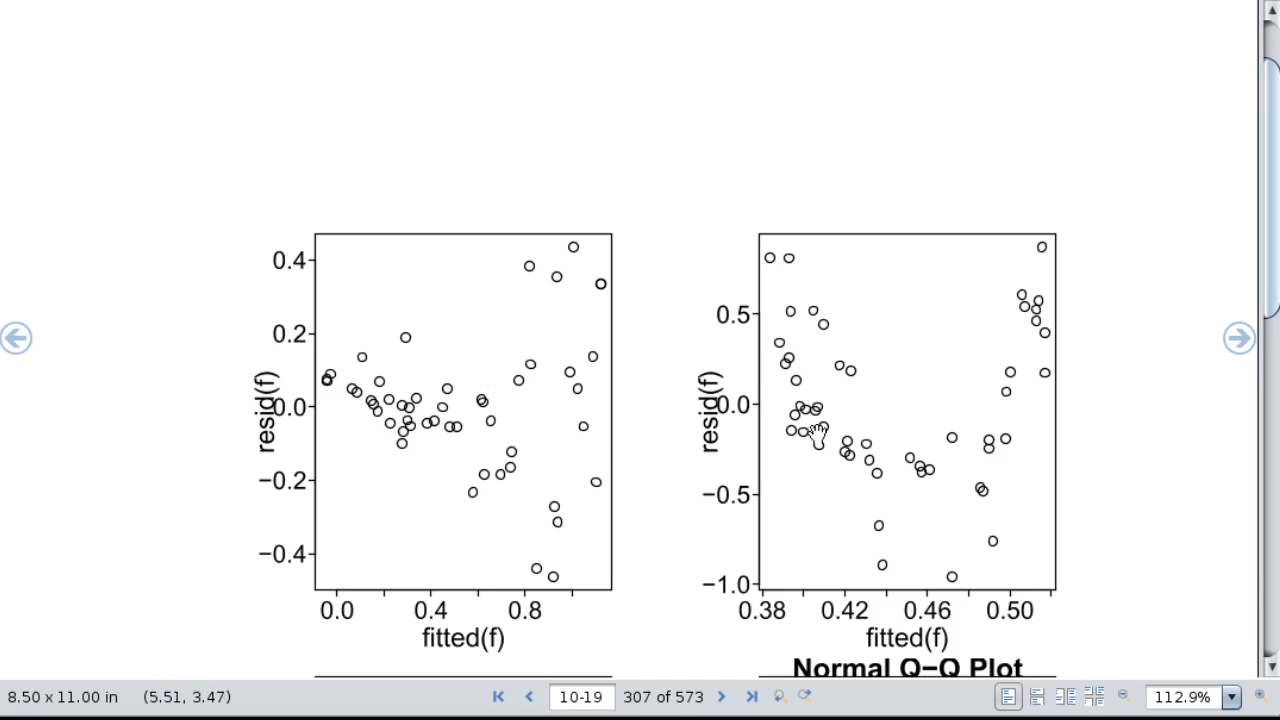 0.4
0.2
0.0
−0.2
−0.4
resid(f)
0.0 0.4 0.8
fitted(f)
0.5
0.0
−0.5
−1.0
resid(f)
0.38 0.42 0.46 0.50
fitted(f)
Normal Q−Q Plot
8.50 x 11.00 in (5.51, 3.47) 10-19 307 of 573 112.9%